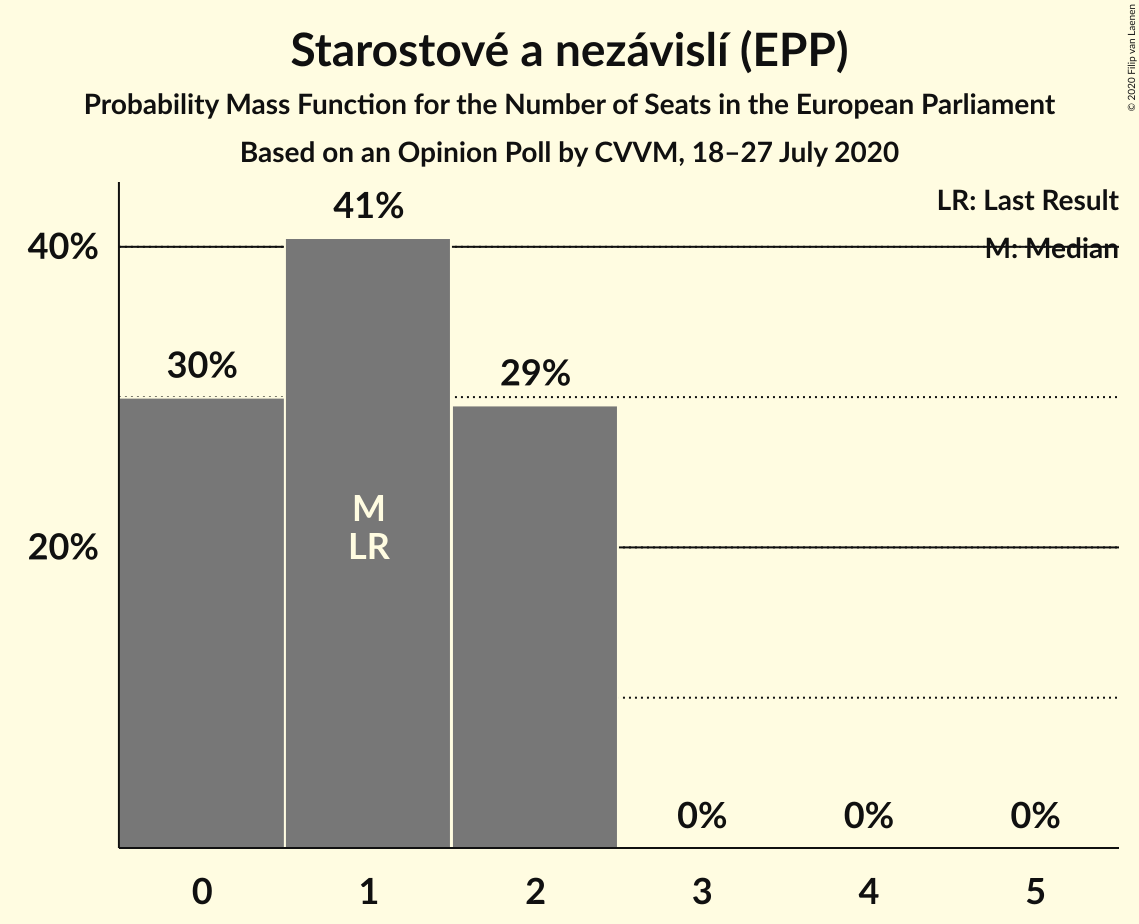 Starostové a nezávislí (EPP)
Probability Mass Function for the Number of Seats in the European Parliament
Based on an Opinion Poll by CVVM, 18–27 July 2020
© 2020 Filip van Laenen
LR: Last Result
M: Median
40%
20%
30%
41%
29%
0%
0%
0%
M
LR
0
1
2
3
4
5